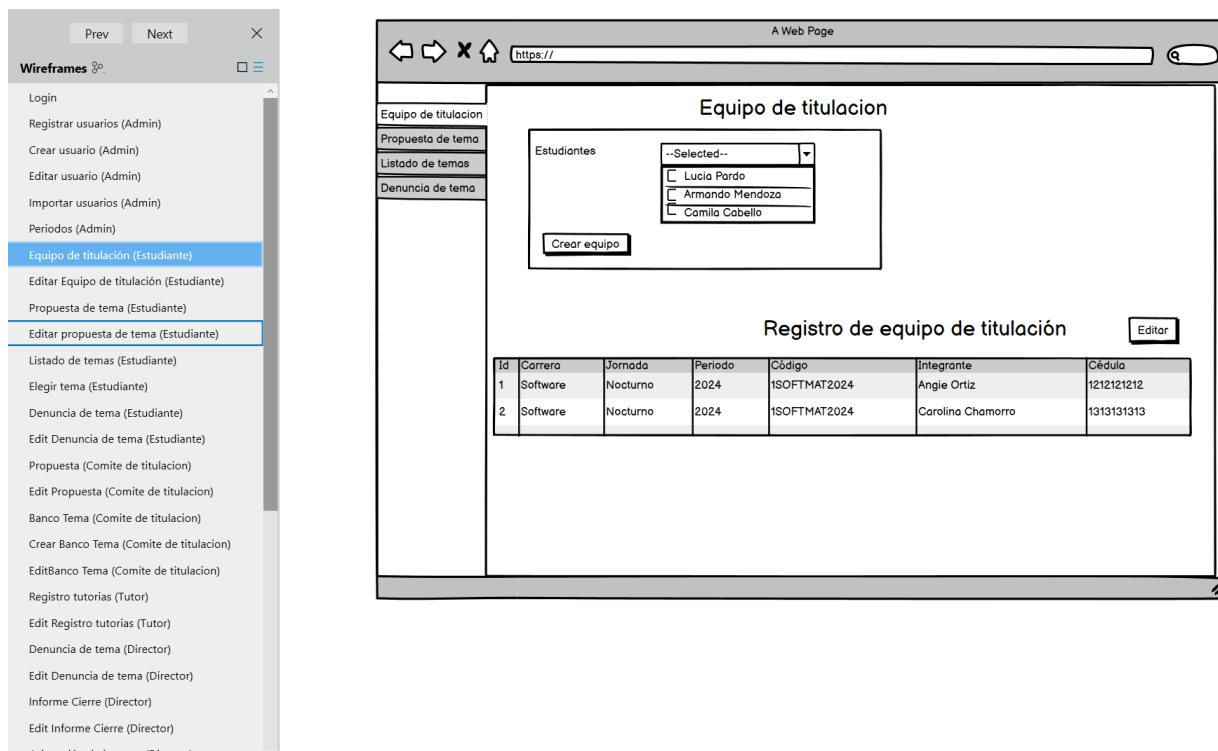 Prev Next
Wireframes
Login
Registrar usuarios (Admin)
Crear usuario (Admin)
Editar usuario (Admin)
Importar usuarios (Admin)
Periodos (Admin)
Equipo de titulación (Estudiante)
Editar Equipo de titulación (Estudiante)
Propuesta de tema (Estudiante)
Editar propuesta de tema (Estudiante)
Listado de temas (Estudiante)
Elegir tema (Estudiante)
Denuncia de tema (Estudiante)
Edit Denuncia de tema (Estudiante)
Propuesta (Comite de titulacion)
Edit Propuesta (Comite de titulacion)
Banco Tema (Comite de titulacion)
Crear Banco Tema (Comite de titulacion)
EditBanco Tema (Comite de titulacion)
Registro tutorias (Tutor)
Edit Registro tutorias (Tutor)
Denuncia de tema (Director)
Edit Denuncia de tema (Director)
Informe Cierre (Director)
Edit Informe Cierre (Director)
A Web Page
https://
Equipo de titulacion
Propuesta de tema
Listado de temas
Denuncia de tema
Equipo de titulacion
Estudiantes --Selected--
Lucia Pardo
Armando Mendoza
Camila Cabello
Crear equipo
Registro de equipo de titulación Editar
Id Carrera Jornada Periodo Código Integrante Cédula
1 Software Nocturno 2024 1SOFTMAT2024 Angie Ortiz 1212121212
2 Software Nocturno 2024 1SOFTMAT2024 Carolina Chamorro 1313131313